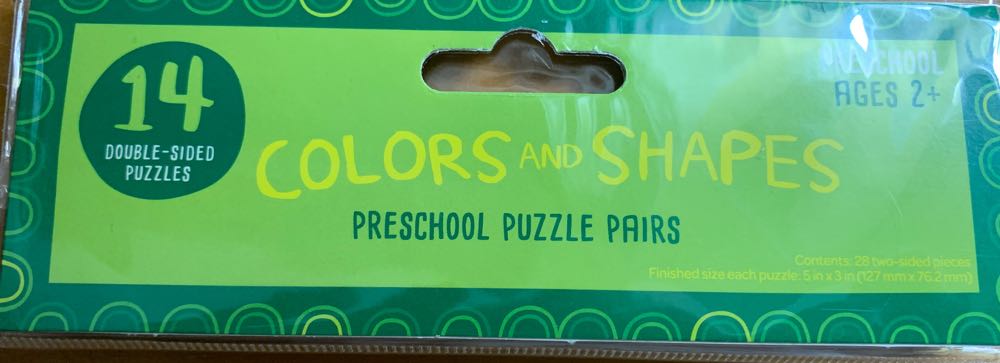 14
DOUBLE-SIDED
PUZZLES
COLORS AND SHAPES
PRESCHOOL PUZZLE PAIRS
AGES 2+
Contents: 28 two-sided pieces
Finished size each puzzle: 5 in x 3 in (127 mm x 76.2 mm)